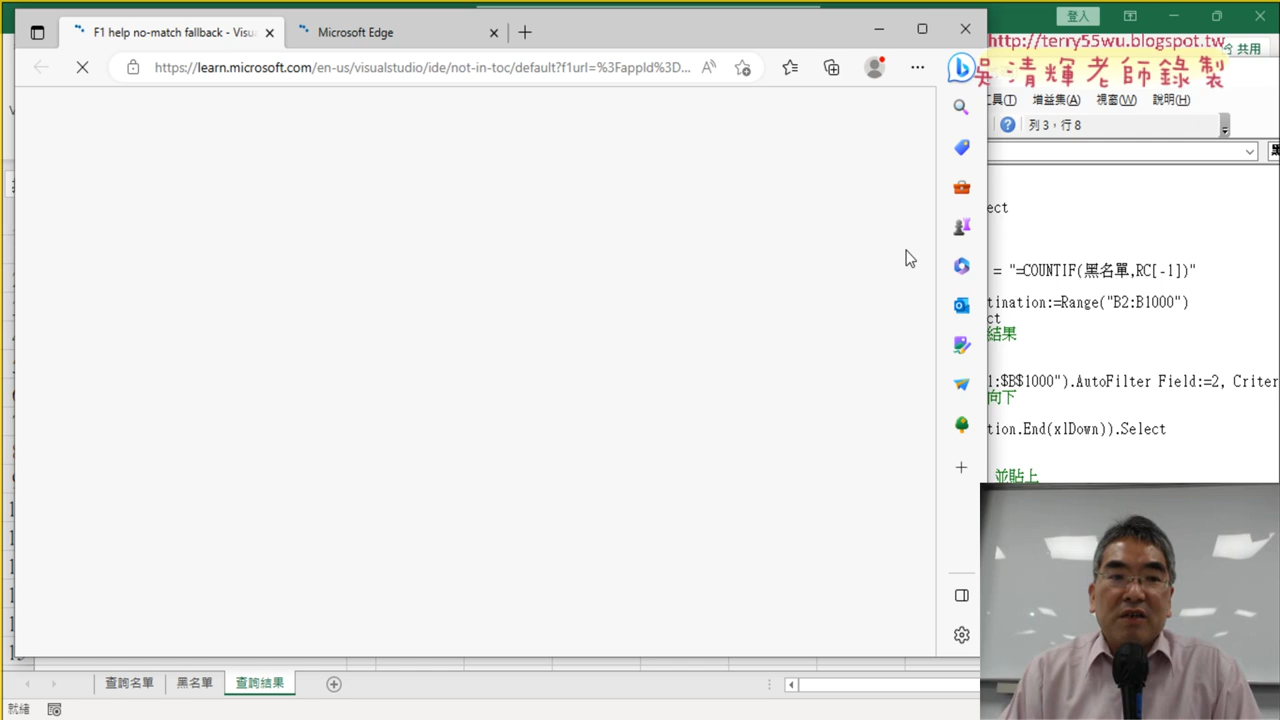 F1 help no-match fallback - Visua
Microsoft Edge
登入
http://terry55wu.blogspot.tw
共用
https://learn.microsoft.com/en-us/visualstudio/ide/not-in-toc/default?f1url=%3FappId%3D...
吳清輝老師錄製
工具(T) 增益集(A) 視窗(W) 說明(H)
列 3，行 8
ect
= "=COUNTIF(黑名單,RC[-1])"
tination:=Range("B2:B1000")
ct
結果
1:$B$1000").AutoFilter Field:=2, Criter
向下
tion.End(xlDown)).Select
並貼上
查詢名單 黑名單 查詢結果
就緒